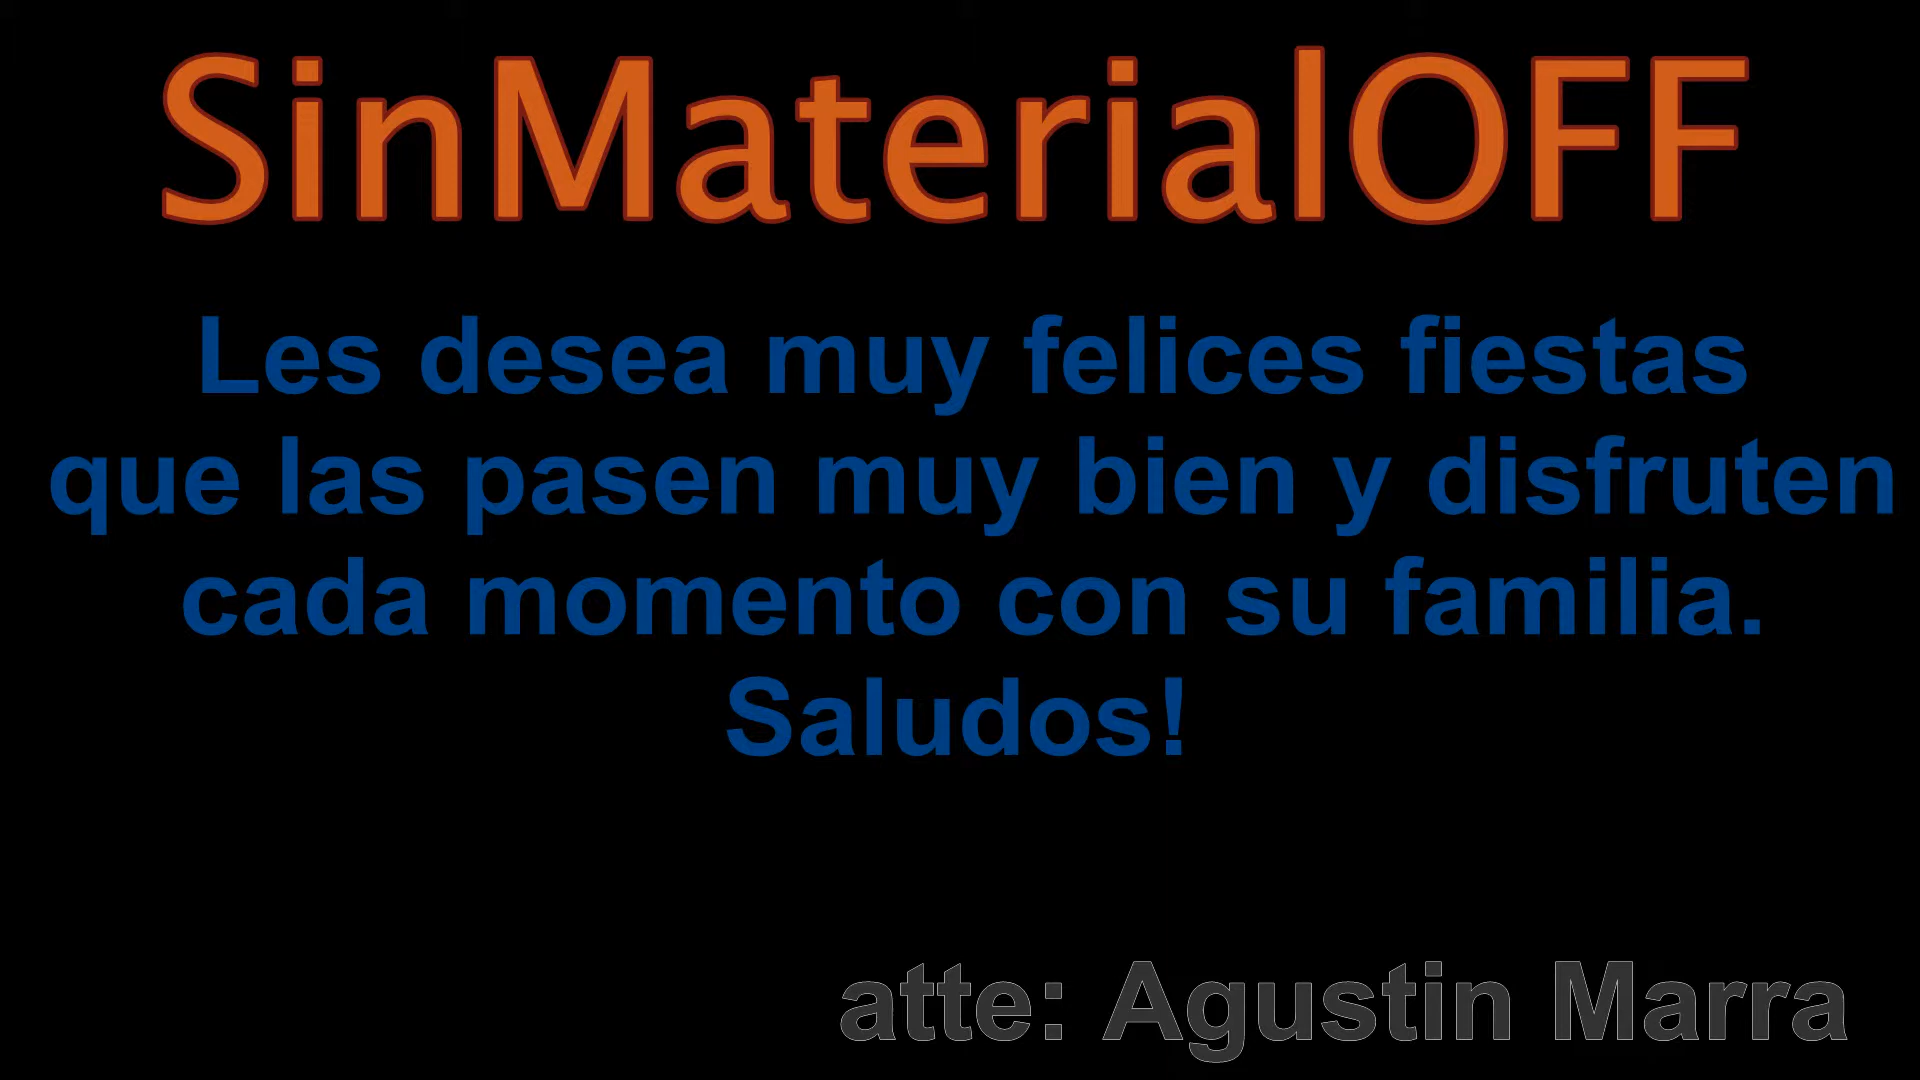 SinMaterialOFF
Les desea muy felices fiestas
que las pasen muy bien y disfruten
cada momento con su familia.
Saludos!
atte: Agustin Marra